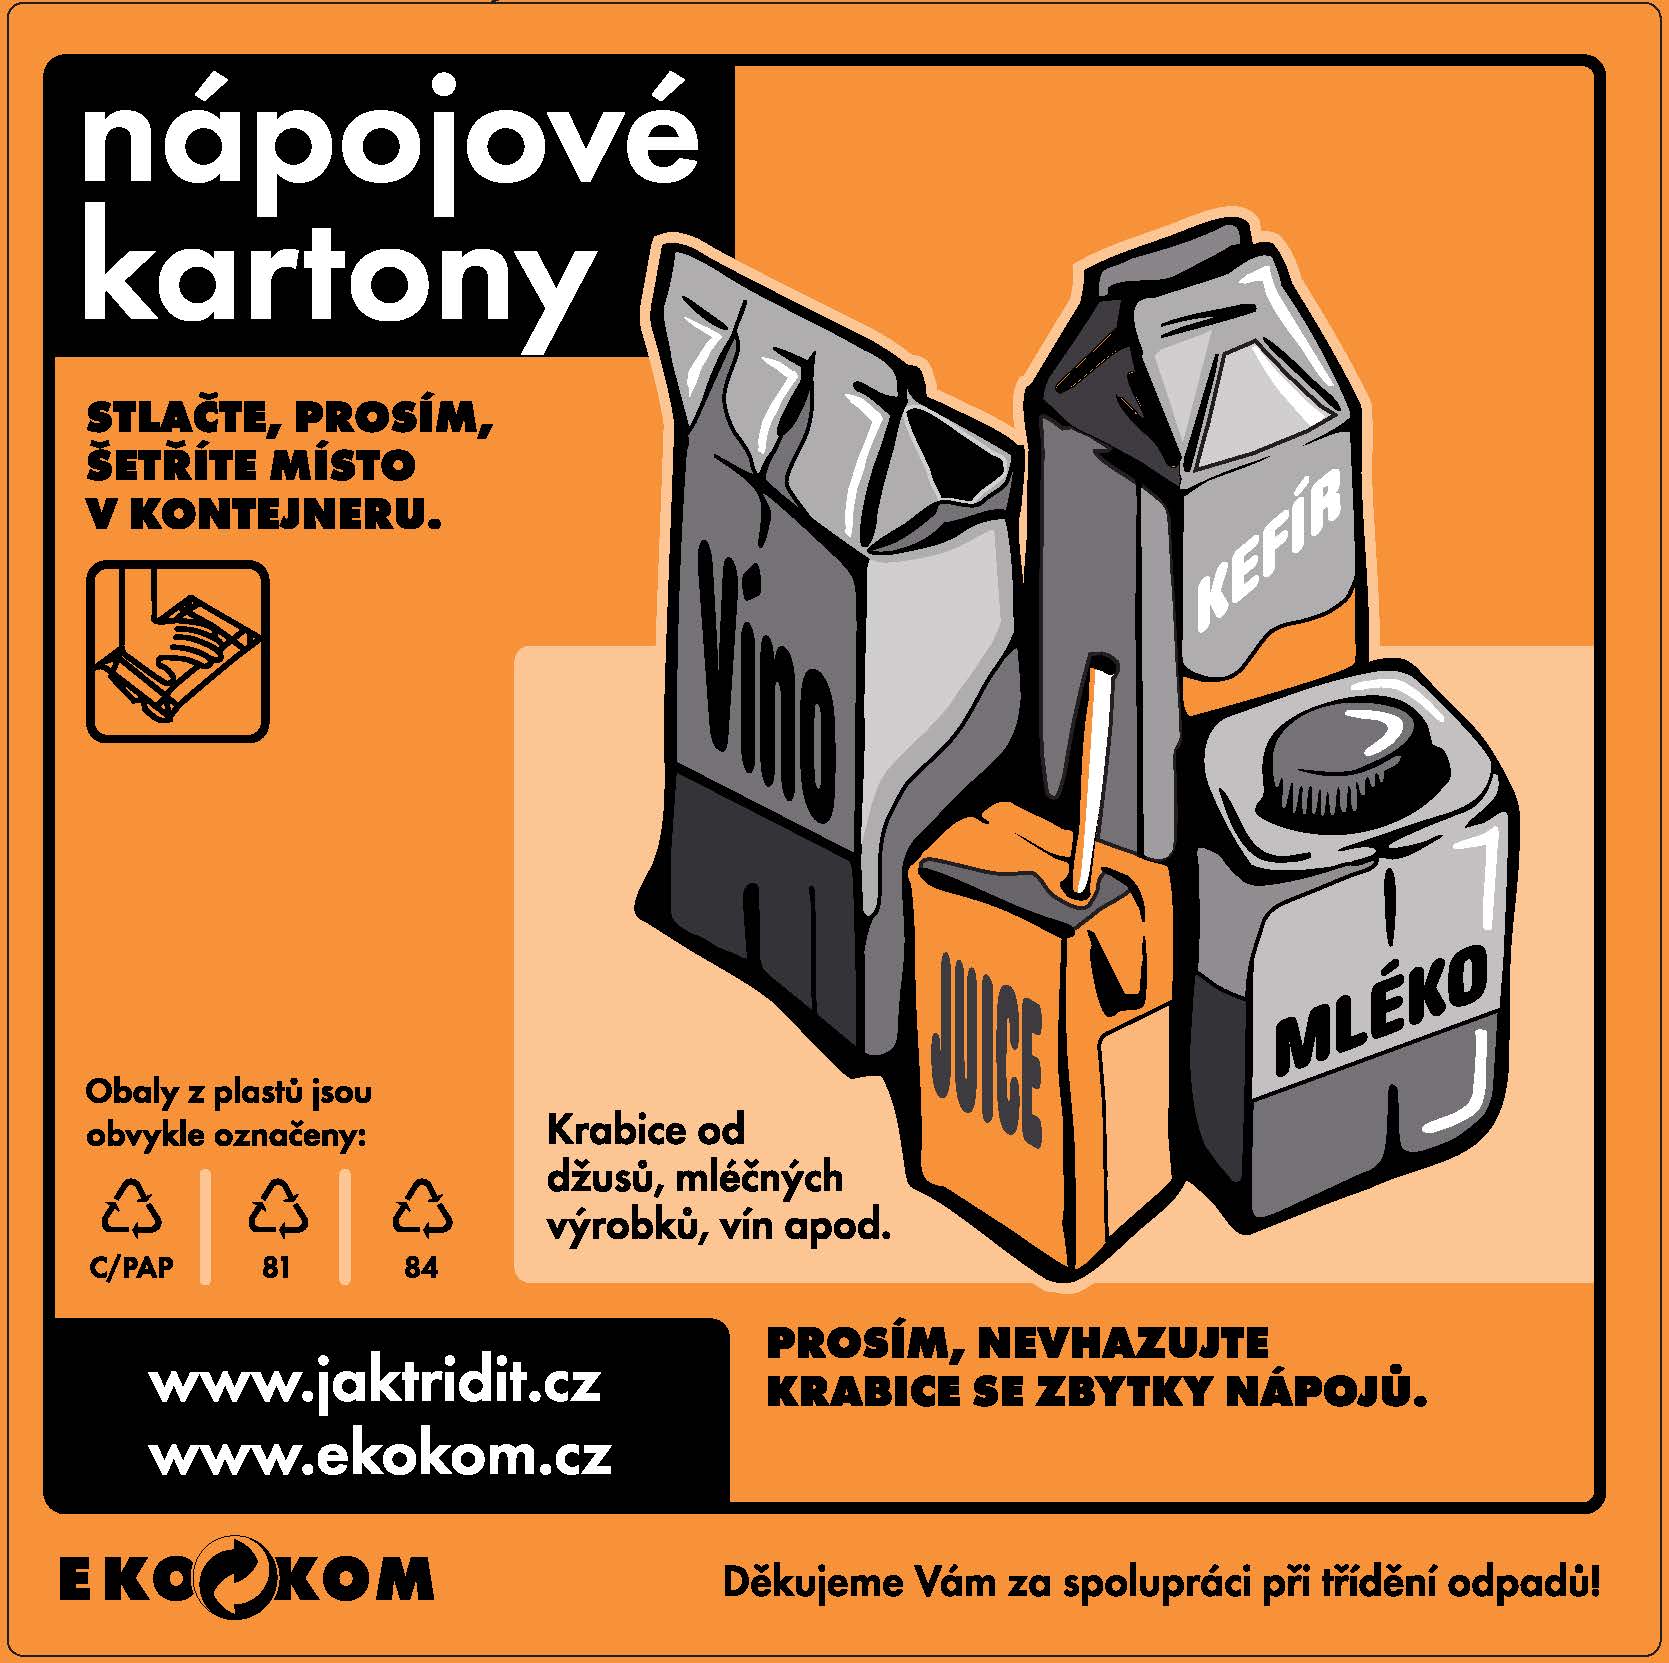 nápojové
kartony
STLAČTE, PROSÍM,
ŠETŘÍTE MÍSTO
V KONTEJNERU.
Víno
KEFÍR
JUICE
MLÉKO
Obaly z plastů jsou
obvykle označeny:
C/PAP 81 84
Krabice od
džusů, mléčných
výrobků, vín apod.
www.jaktridit.cz
www.ekokom.cz
PROSÍM, NEVHAZUJTE
KRABICE SE ZBYTKY NÁPOJŮ.
EKO KOM
Děkujeme Vám za spolupráci při třídění odpadů!